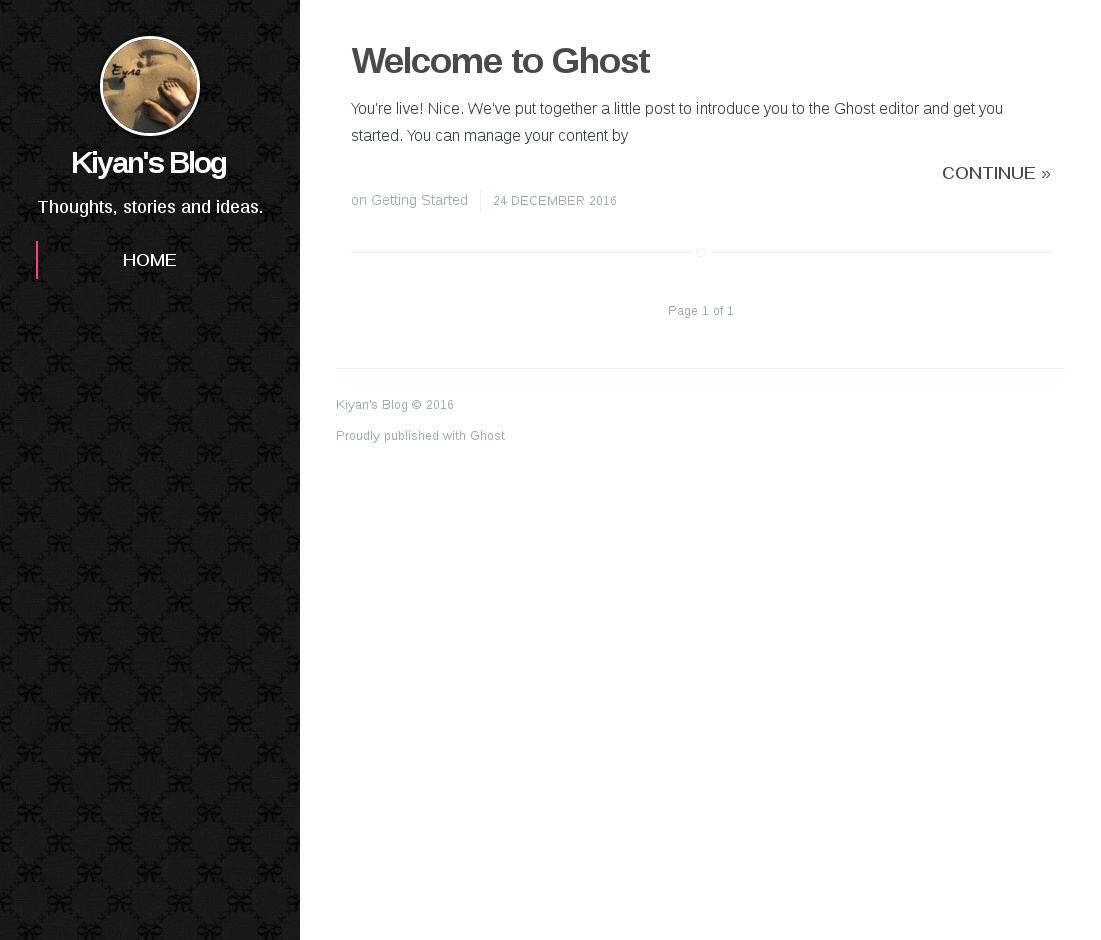 Kiyan's Blog
Thoughts, stories and ideas.
HOME
Welcome to Ghost
You're live! Nice. We've put together a little post to introduce you to the Ghost editor and get you
started. You can manage your content by
CONTINUE »
on Getting Started
24 DECEMBER 2016
Page 1 of 1
Kiyan's Blog © 2016
Proudly published with Ghost